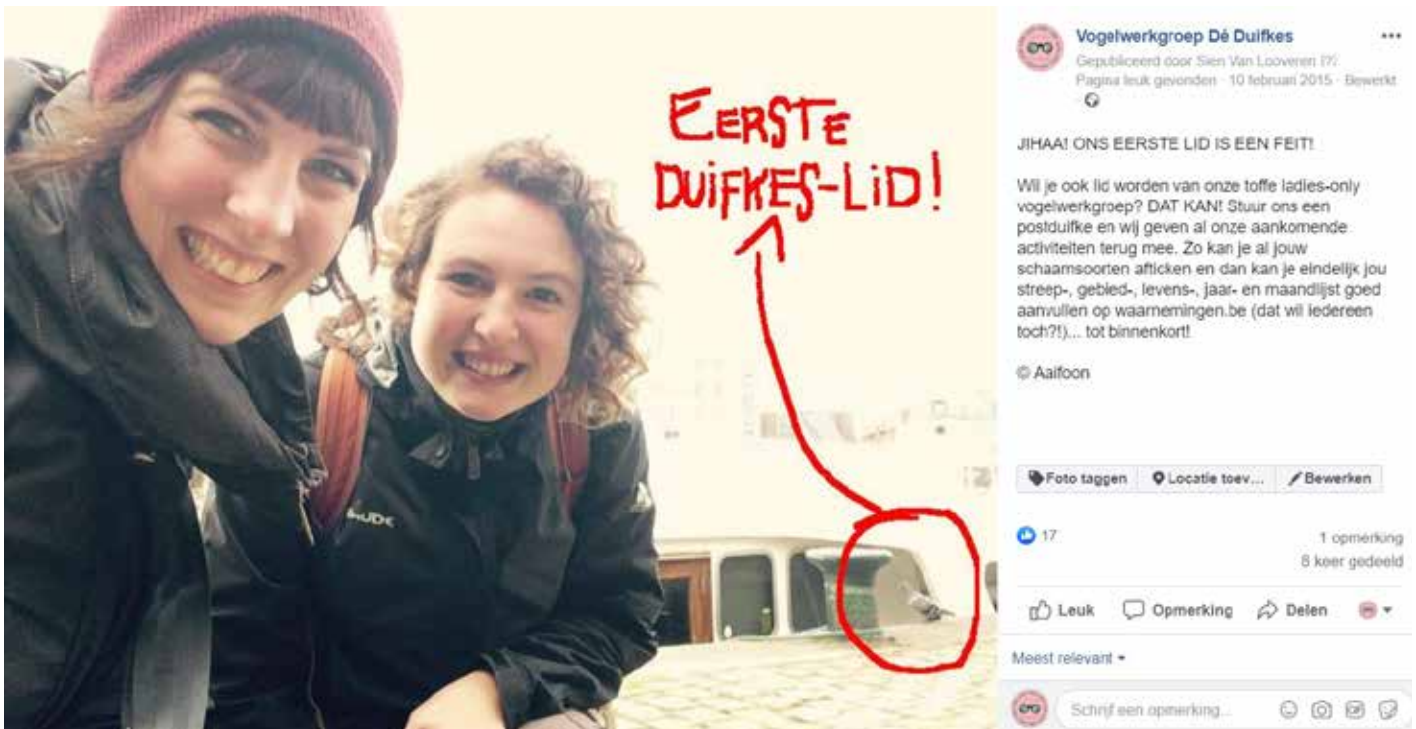 EERSTE
DUIFKES-LID!
VAUDE
Vogelwerkgroep Dé Duifkes
Gepubliceerd door Sien Van Looveren [?]
Pagina leuk gevonden · 10 februari 2015 · Bewerkt
JIHAA! ONS EERSTE LID IS EEN FEIT!
Wil je ook lid worden van onze toffe ladies-only
vogelwerkgroep? DAT KAN! Stuur ons een
postduifke en wij geven al onze aankomende
activiteiten terug mee. Zo kan je al jouw
schaamsoorten afticken en dan kan je eindelijk jou
streep-, gebied-, levens-, jaar- en maandlijst goed
aanvullen op waarnemingen.be (dat wil iedereen
toch?!)... tot binnenkort!
© Aaifoon
Foto taggen
Locatie toev...
Bewerken
17
1 opmerking
8 keer gedeeld
Leuk
Opmerking
Delen
Meest relevant
Schrijf een opmerking...